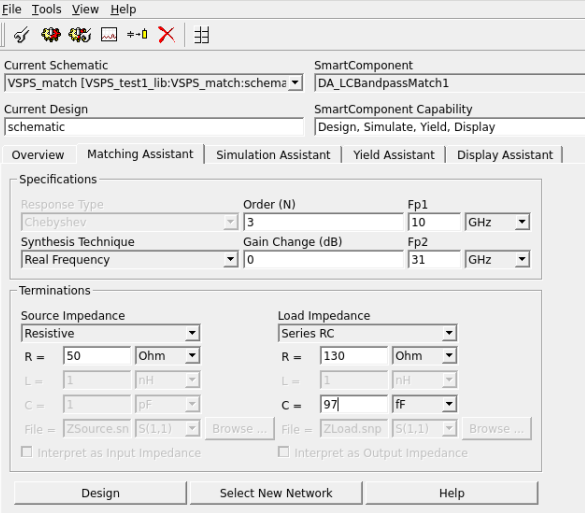 File Tools View Help
Current Schematic SmartComponent
VSPS_match [VSPS_test1_lib:VSPS_match:schema DA_LCBandpassMatch1
Current Design SmartComponent Capability
schematic Design, Simulate, Yield, Display
Overview Matching Assistant Simulation Assistant Yield Assistant Display Assistant
Specifications
Response Type Order (N) Fp1
Chebyshev 3 10 GHz
Synthesis Technique Gain Change (dB) Fp2
Real Frequency 0 31 GHz
Terminations
Source Impedance Load Impedance
Resistive Series RC
R = 50 Ohm R = 130 Ohm
L = 1 nH L = 1 nH
C = 1 pF C = 97 fF
File = ZSource.sn S(1,1) Browse ... File = ZLoad.snp S(1,1) Browse ...
Interpret as Input Impedance Interpret as Output Impedance
Design Select New Network Help